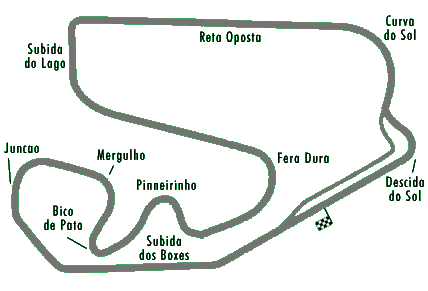 Curva
do Sol
Reta Oposta
Subida
do Lago
Juncao
Mergulho
Fera Dura
Pinneirinho
Descida
do Sol
Bico
de Pato
Subida
dos Boxes